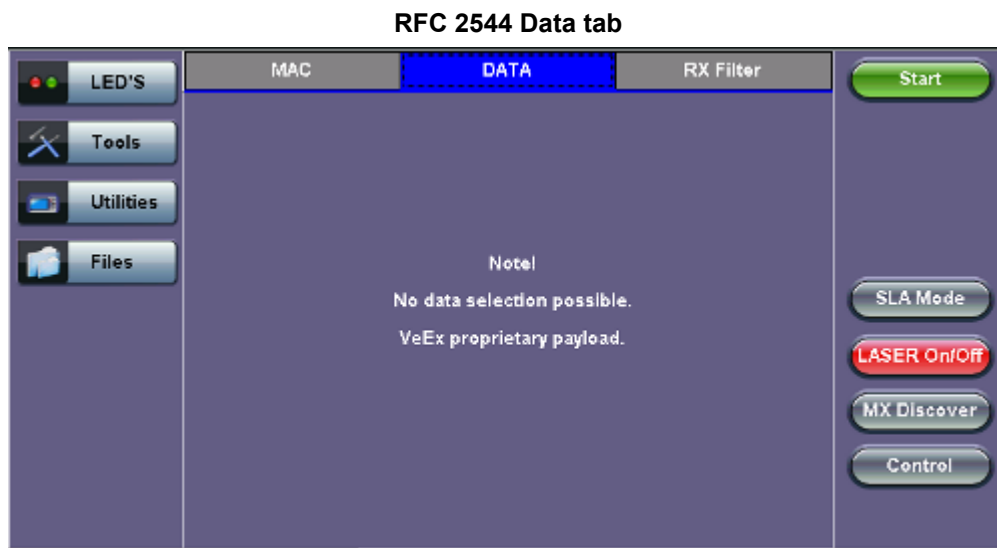 RFC 2544 Data tab
LED'S
Tools
Utilities
Files
MAC
DATA
RX Filter
Note!
No data selection possible.
VeEx proprietary payload.
Start
SLA Mode
LASER On/Off
MX Discover
Control